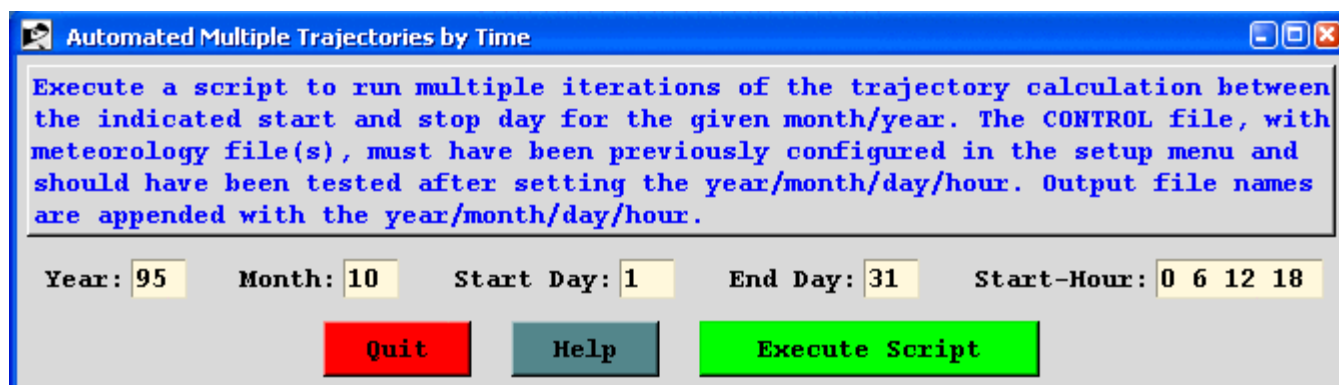 Automated Multiple Trajectories by Time
Execute a script to run multiple iterations of the trajectory calculation between
the indicated start and stop day for the given month/year. The CONTROL file, with
meteorology file(s), must have been previously configured in the setup menu and
should have been tested after setting the year/month/day/hour. Output file names
are appended with the year/month/day/hour.
Year: 95 Month: 10 Start Day: 1 End Day: 31 Start-Hour: 0 6 12 18
Quit Help Execute Script